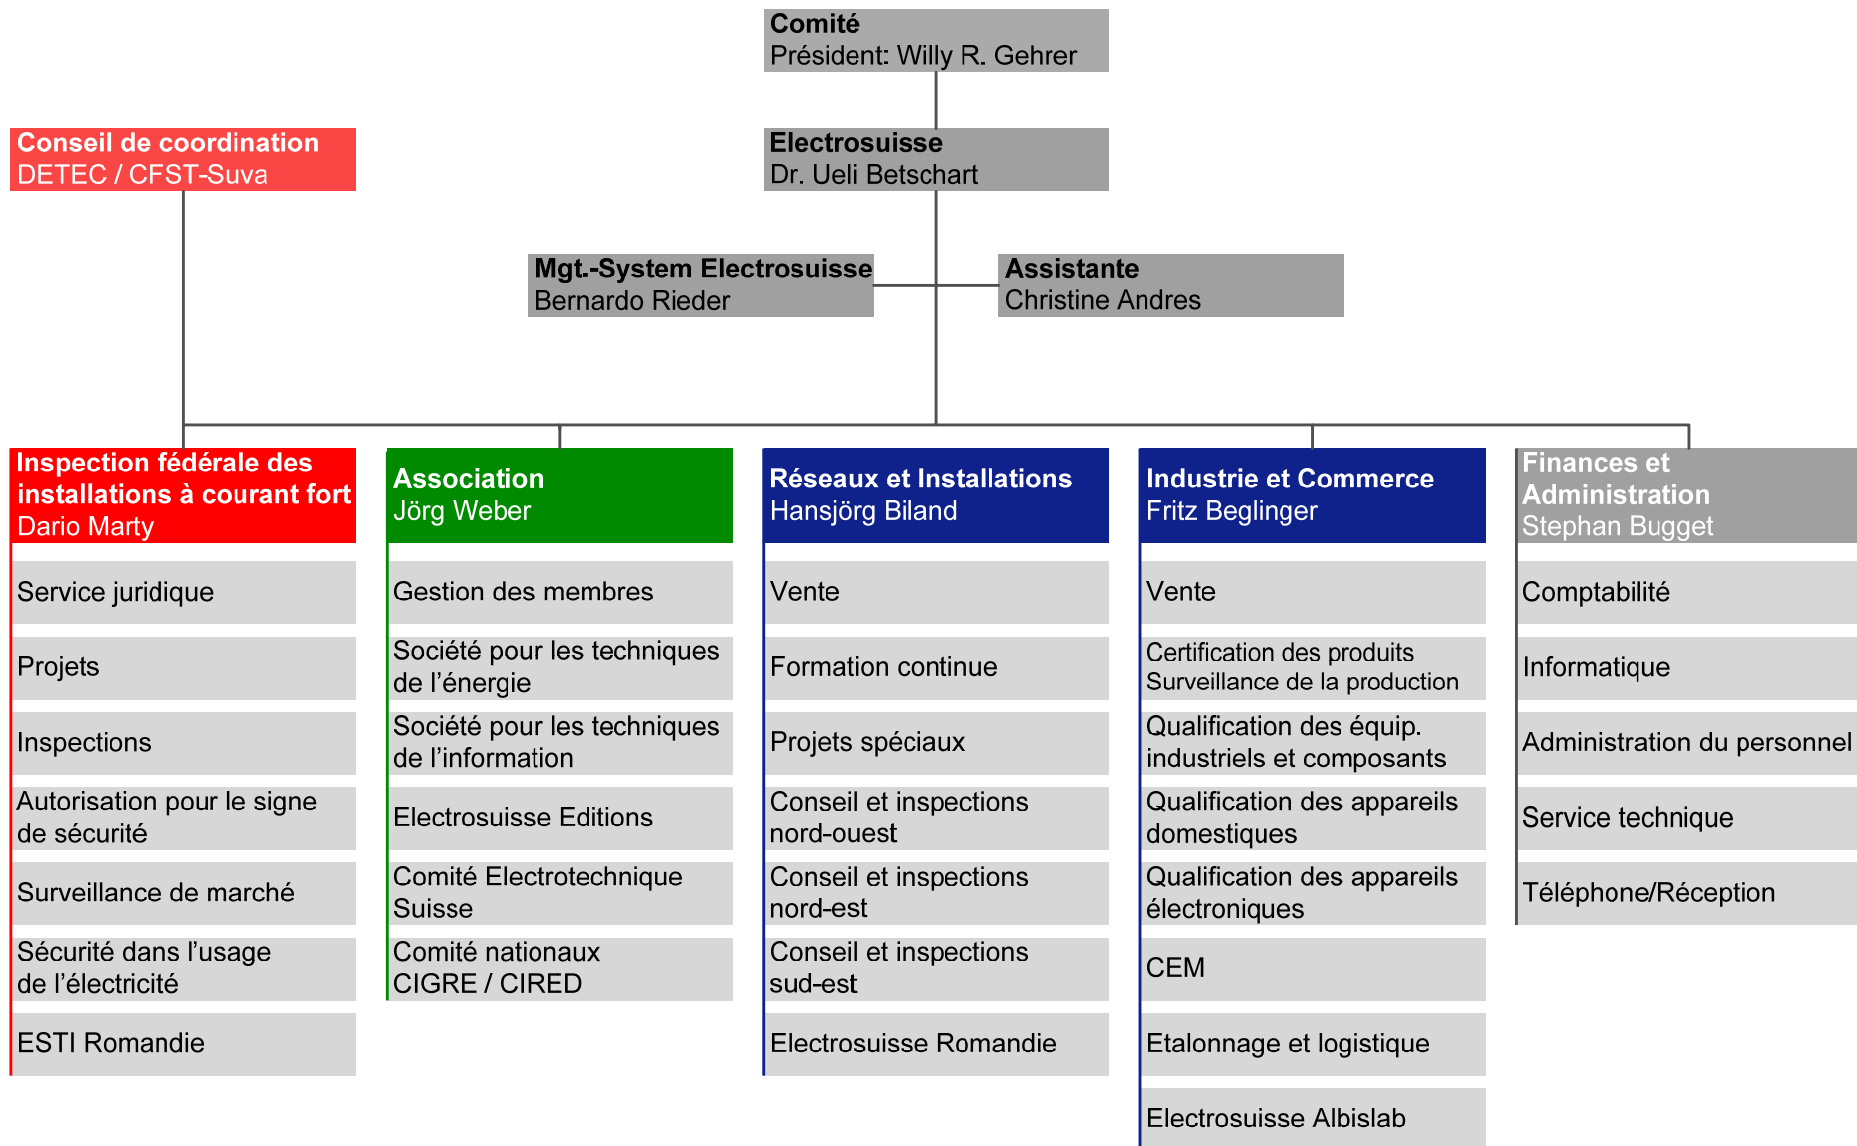 Comité
Président: Willy R. Gehrer
Conseil de coordination
DETEC / CFST-Suva
Electrosuisse
Dr. Ueli Betschart
Mgt.-System Electrosuisse
Bernardo Rieder
Assistante
Christine Andres
Inspection fédérale des
installations à courant fort
Dario Marty
Service juridique
Projets
Inspections
Autorisation pour le signe
de sécurité
Surveillance de marché
Sécurité dans l’usage
de l’électricité
ESTI Romandie
Association
Jörg Weber
Gestion des membres
Société pour les techniques
de l’énergie
Société pour les techniques
de l’information
Electrosuisse Editions
Comité Electrotechnique
Suisse
Comité nationaux
CIGRE / CIRED
Réseaux et Installations
Hansjörg Biland
Vente
Formation continue
Projets spéciaux
Conseil et inspections
nord-ouest
Conseil et inspections
nord-est
Conseil et inspections
sud-est
Electrosuisse Romandie
Industrie et Commerce
Fritz Beglinger
Vente
Certification des produits
Surveillance de la production
Qualification des équip.
industriels et composants
Qualification des appareils
domestiques
Qualification des appareils
électroniques
CEM
Etalonnage et logistique
Electrosuisse Albislab
Finances et
Administration
Stephan Bugget
Comptabilité
Informatique
Administration du personnel
Service technique
Téléphone/Réception